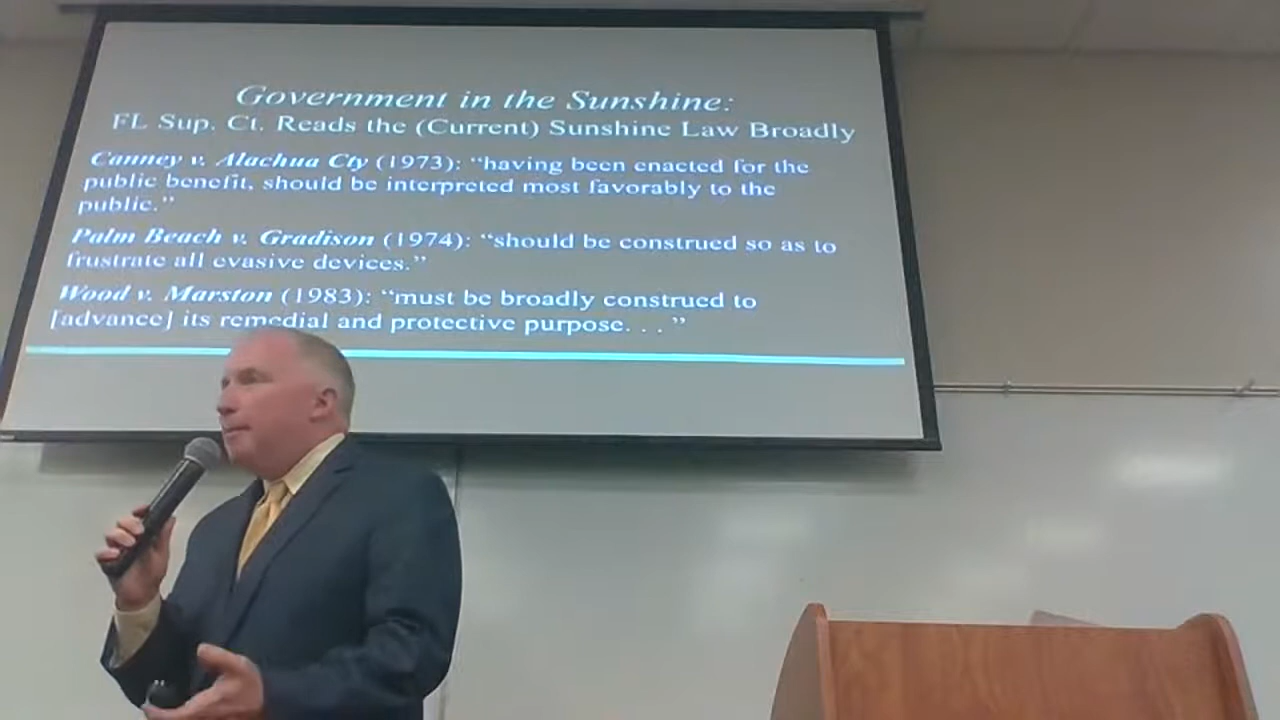 Government in the Sunshine:
FL Sup. Ct. Reads the (Current) Sunshine Law Broadly
Canney v. Alachua Cty (1973): “having been enacted for the
public benefit, should be interpreted most favorably to the
public.”
Palm Beach v. Gradison (1974): “should be construed so as to
frustrate all evasive devices.”
Wood v. Marston (1983): “must be broadly construed to
[advance] its remedial and protective purpose. . . ”